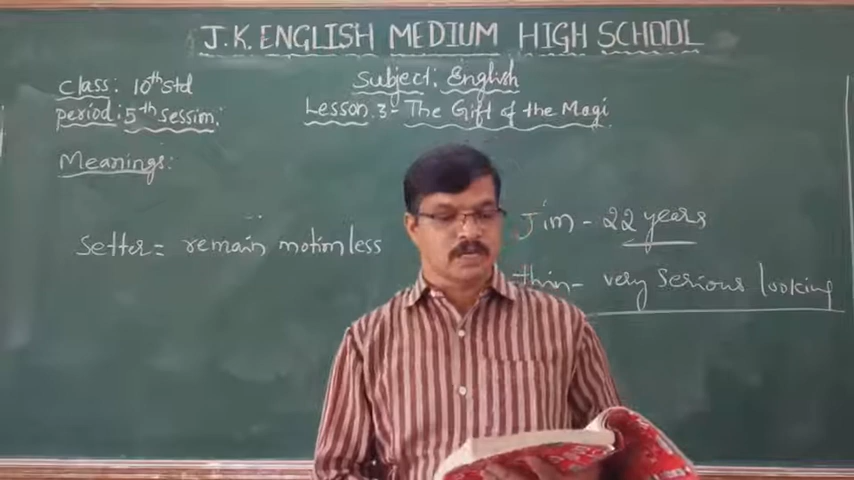 J.K. ENGLISH MEDIUM HIGH SCHOOL
class: 10th std
Subject: English
period: 5th session:
Lesson.3- The Gift of the Magi
Meanings:
Jim - 22 years
Setter = remain motionless
thin - very serious looking